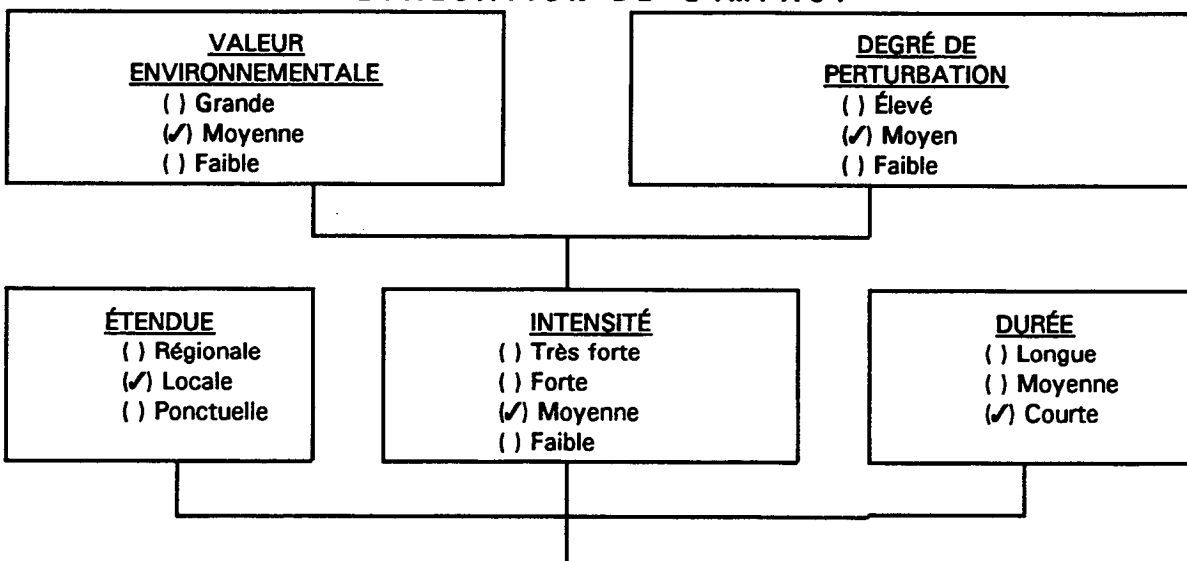 VALEUR
ENVIRONNEMENTALE
( ) Grande
(✓) Moyenne
( ) Faible
DEGRÉ DE
PERTURBATION
( ) Élevé
(✓) Moyen
( ) Faible
ÉTENDUE
( ) Régionale
(✓) Locale
( ) Ponctuelle
INTENSITÉ
( ) Très forte
( ) Forte
(✓) Moyenne
( ) Faible
DURÉE
( ) Longue
( ) Moyenne
(✓) Courte